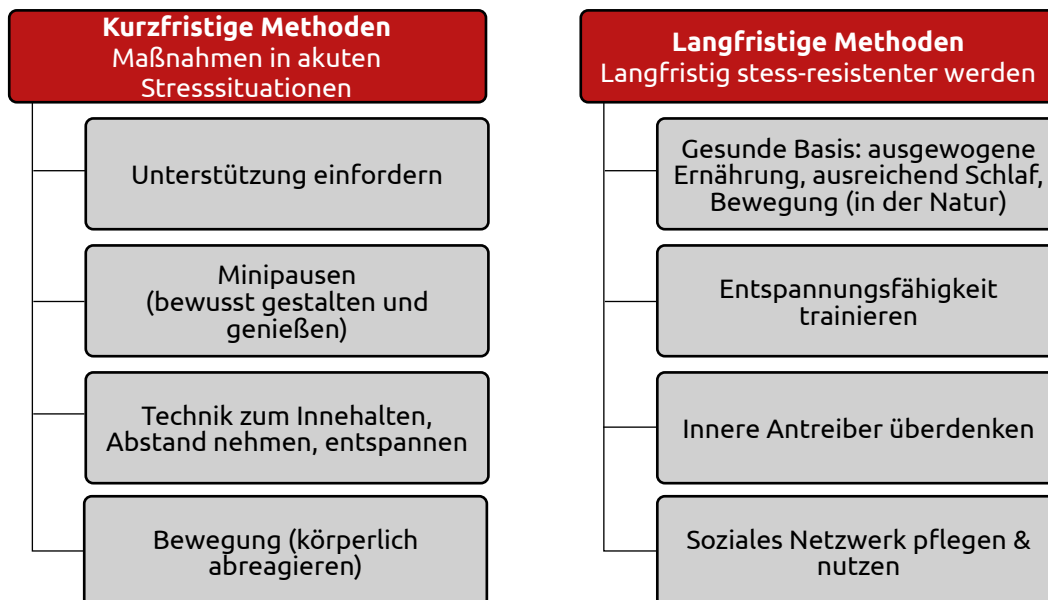 Kurzfristige Methoden
Maßnahmen in akuten
Stresssituationen
Unterstützung einfordern
Minipausen
(bewusst gestalten und
genießen)
Technik zum Innehalten,
Abstand nehmen, entspannen
Bewegung (körperlich
abreagieren)
Langfristige Methoden
Langfristig stess-resistenter werden
Gesunde Basis: ausgewogene
Ernährung, ausreichend Schlaf,
Bewegung (in der Natur)
Entspannungsfähigkeit
trainieren
Innere Antreiber überdenken
Soziales Netzwerk pflegen &
nutzen